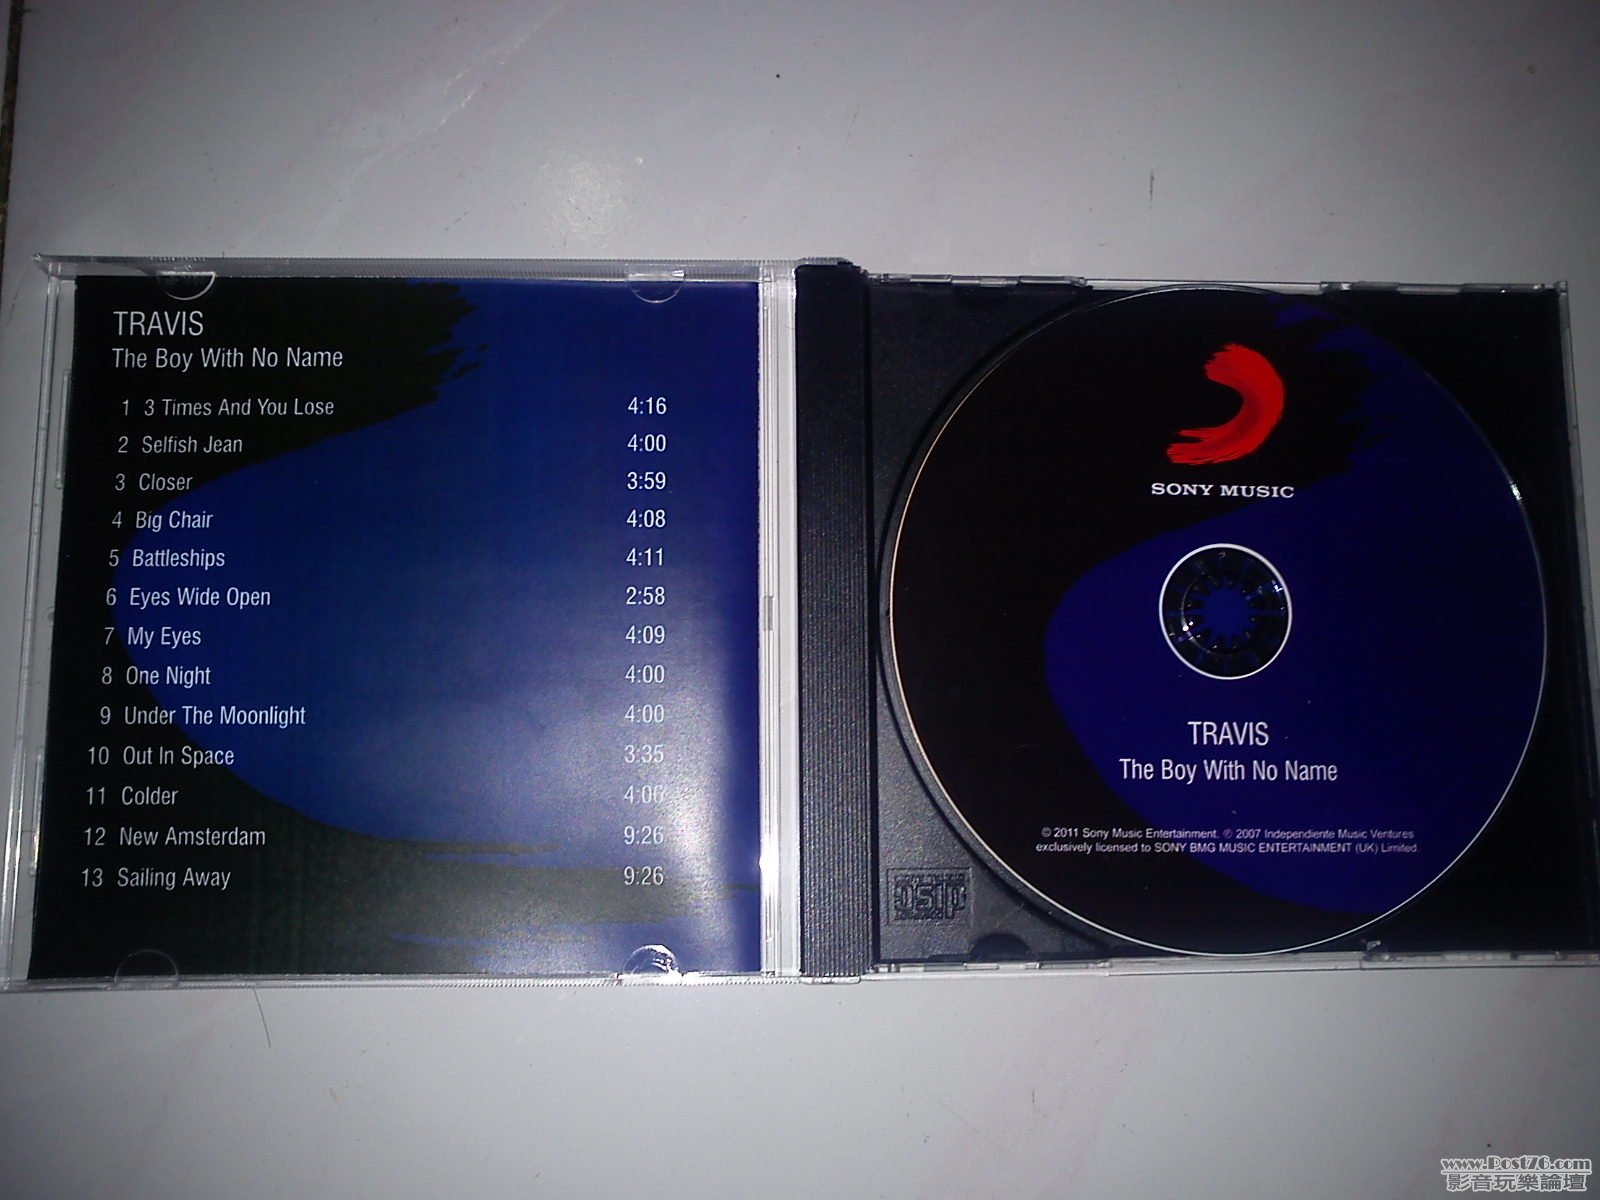 TRAVIS
The Boy With No Name
1 3 Times And You Lose 4:16
2 Selfish Jean 4:00
3 Closer 3:59
4 Big Chair 4:08
5 Battleships 4:11
6 Eyes Wide Open 2:58
7 My Eyes 4:09
8 One Night 4:00
9 Under The Moonlight 4:00
10 Out In Space 3:35
11 Colder 4:06
12 New Amsterdam 9:26
13 Sailing Away 9:26
SONY MUSIC
TRAVIS
The Boy With No Name
© 2011 Sony Music Entertainment. ℗ 2007 Independiente Music Ventures
exclusively licensed to SONY BMG MUSIC ENTERTAINMENT (UK) Limited.
www.Post76.com
影音玩樂論壇